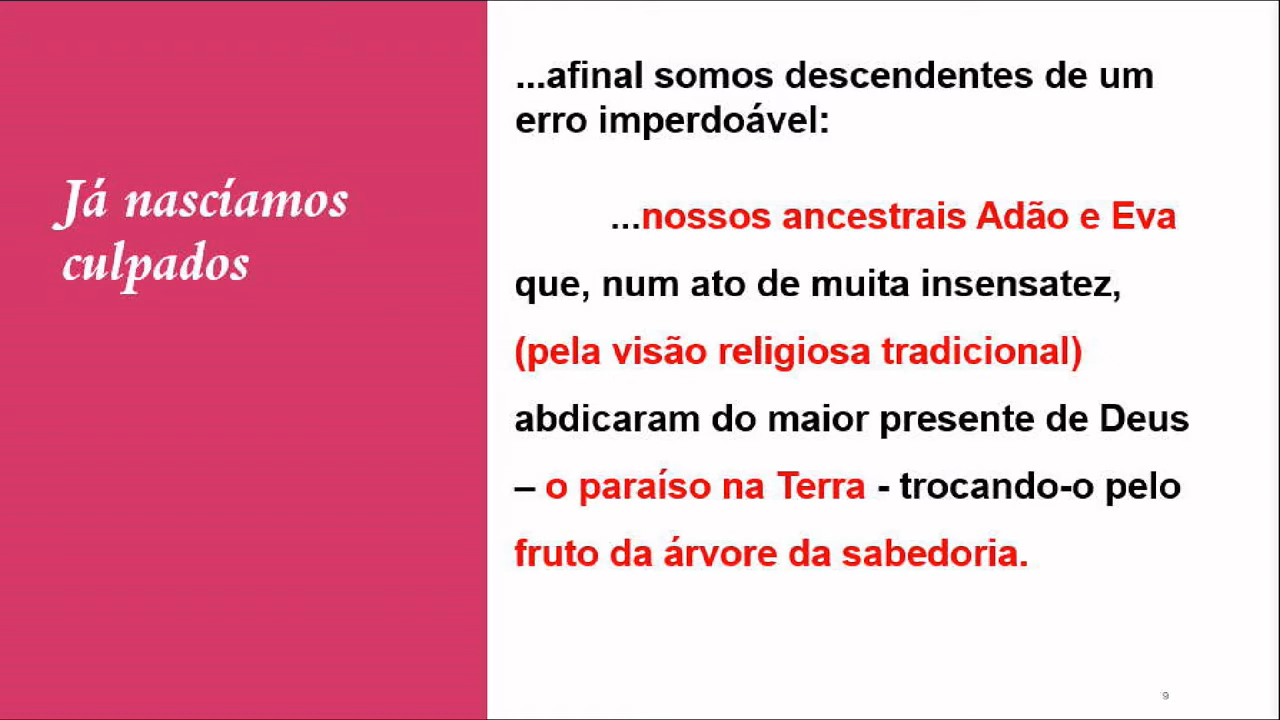 Já nascíamos
culpados
...afinal somos descendentes de um
erro imperdoável:
...nossos ancestrais Adão e Eva
que, num ato de muita insensatez,
(pela visão religiosa tradicional)
abdicaram do maior presente de Deus
– o paraíso na Terra - trocando-o pelo
fruto da árvore da sabedoria.
9